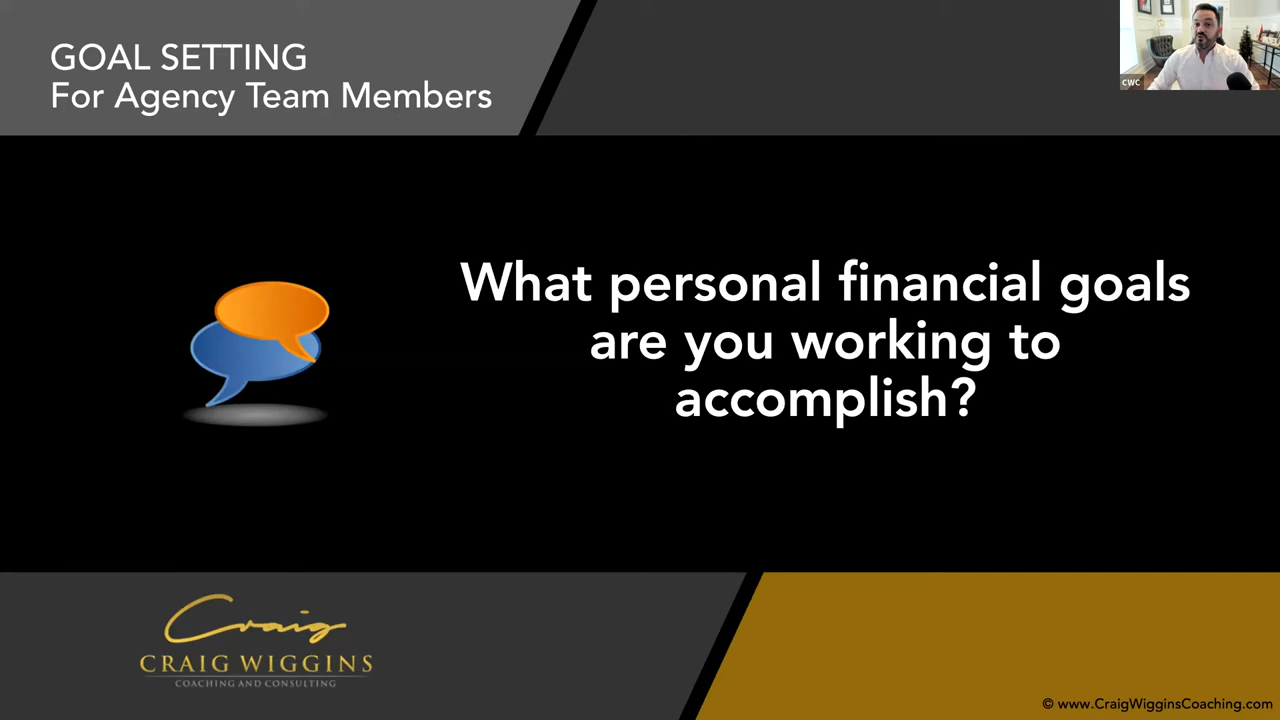 GOAL SETTING
For Agency Team Members
CWC
What personal financial goals
are you working to
accomplish?
Craig
CRAIG WIGGINS
COACHING AND CONSULTING
© www.CraigWigginsCoaching.com